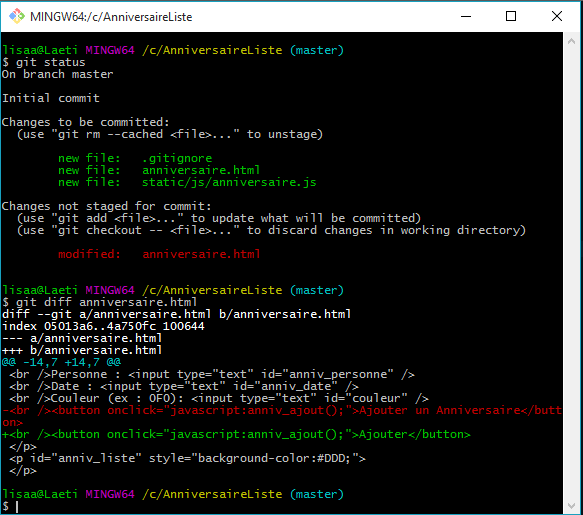 MINGW64:/c/AnniversaireListe
lisaa@Laeti MINGW64 /c/AnniversaireListe (master)
$ git status
On branch master
Initial commit
Changes to be committed:
(use "git rm --cached <file>..." to unstage)
new file: .gitignore
new file: anniversaire.html
new file: static/js/anniversaire.js
Changes not staged for commit:
(use "git add <file>..." to update what will be committed)
(use "git checkout -- <file>..." to discard changes in working directory)
modified: anniversaire.html
lisaa@Laeti MINGW64 /c/AnniversaireListe (master)
$ git diff anniversaire.html
diff --git a/anniversaire.html b/anniversaire.html
index 05013a6..4a750fc 100644
--- a/anniversaire.html
+++ b/anniversaire.html
@@ -14,7 +14,7 @@
<br />Personne : <input type="text" id="anniv_personne" />
<br />Date : <input type="text" id="anniv_date" />
<br />Couleur (ex : 0F0): <input type="text" id="couleur" />
-<br /><button onclick="javascript:anniv_ajout();">Ajouter un Anniversaire</butt
on>
+<br /><button onclick="javascript:anniv_ajout();">Ajouter</button>
</p>
<p id="anniv_liste" style="background-color:#DDD;">
</p>
lisaa@Laeti MINGW64 /c/AnniversaireListe (master)
$